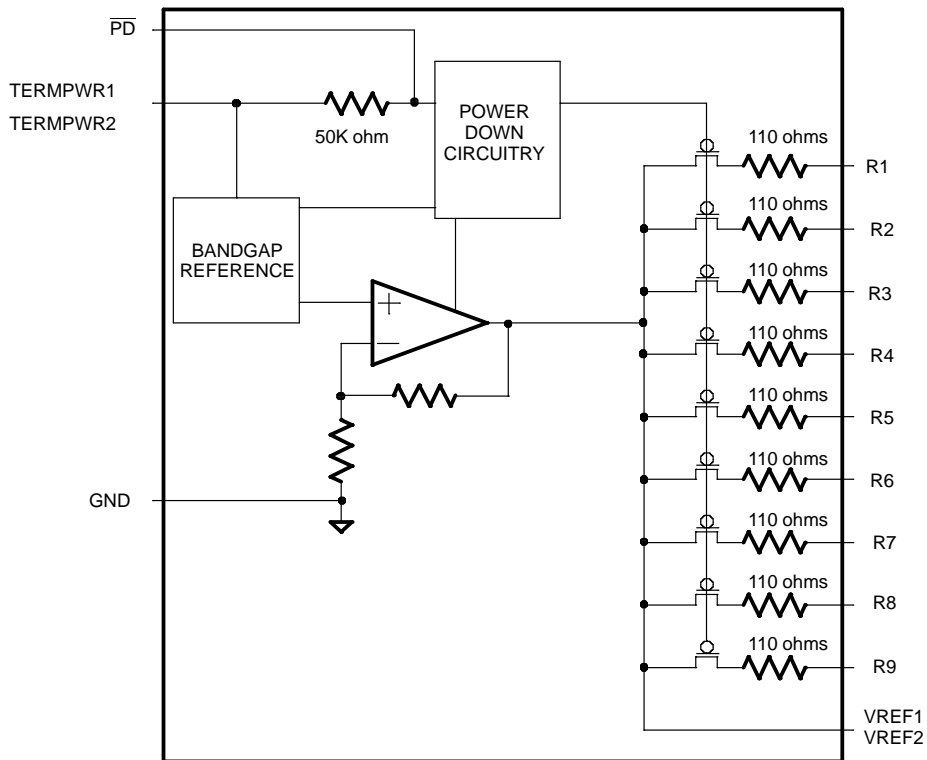 PD
TERMPWR1
TERMPWR2
50K ohm
POWER
DOWN
CIRCUITRY
BANDGAP
REFERENCE
GND
110 ohms
R1
110 ohms
R2
110 ohms
R3
110 ohms
R4
110 ohms
R5
110 ohms
R6
110 ohms
R7
110 ohms
R8
110 ohms
R9
VREF1
VREF2